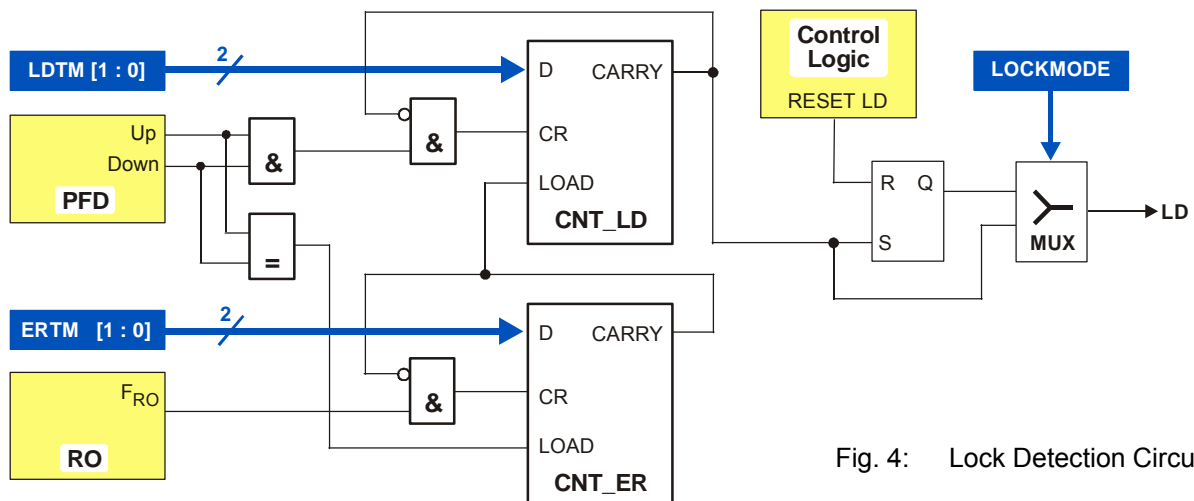 LDTM [1 : 0]
2
D
CARRY
CR
LOAD
CNT_LD
Up
Down
PFD
&
&
=
Control
Logic
RESET LD
LOCKMODE
R
Q
S
MUX
LD
ERTM [1 : 0]
2
D
CARRY
CR
LOAD
CNT_ER
FRO
RO
&
Fig. 4: Lock Detection Circu